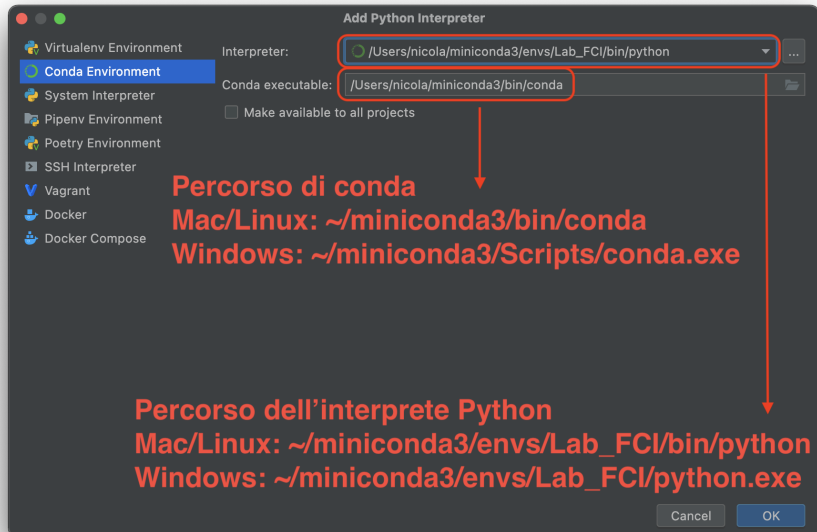 Add Python Interpreter
Virtualenv Environment
Conda Environment
System Interpreter
Pipenv Environment
Poetry Environment
SSH Interpreter
Vagrant
Docker
Docker Compose
Interpreter:
/Users/nicola/miniconda3/envs/Lab_FCI/bin/python
...
Conda executable:
/Users/nicola/miniconda3/bin/conda
Make available to all projects
Percorso di conda
Mac/Linux: ~/miniconda3/bin/conda
Windows: ~/miniconda3/Scripts/conda.exe
Percorso dell’interprete Python
Mac/Linux: ~/miniconda3/envs/Lab_FCI/bin/python
Windows: ~/miniconda3/envs/Lab_FCI/python.exe
Cancel
OK